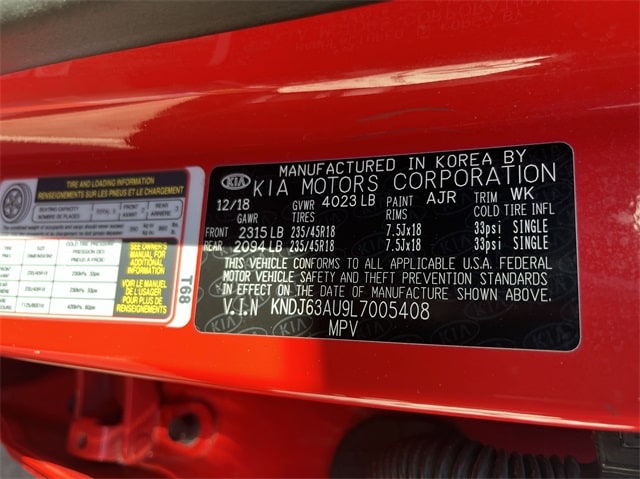 TIRE AND LOADING INFORMATION
RENSEIGNEMENTS SUR LES PNEUS ET LE CHARGEMENT
SEE OWNER'S
MANUAL FOR
ADDITIONAL
INFORMATION
VOIR LE MANUEL
DE L'USAGER
POUR PLUS DE
RENSEIGNEMENTS
T68
MANUFACTURED IN KOREA BY
KIA KIA MOTORS CORPORATION
12/18 GVWR 4023 LB PAINT AJR TRIM WK
GAWR TIRES RIMS COLD TIRE INFL
FRONT 2315 LB 235/45R18 7.5Jx18 33psi SINGLE
REAR 2094 LB 235/45R18 7.5Jx18 33psi SINGLE
THIS VEHICLE CONFORMS TO ALL APPLICABLE U.S.A. FEDERAL
MOTOR VEHICLE SAFETY AND THEFT PREVENTION STANDARDS
IN EFFECT ON THE DATE OF MANUFACTURE SHOWN ABOVE.
V.I.N KNDJ63AU9L7005408
MPV